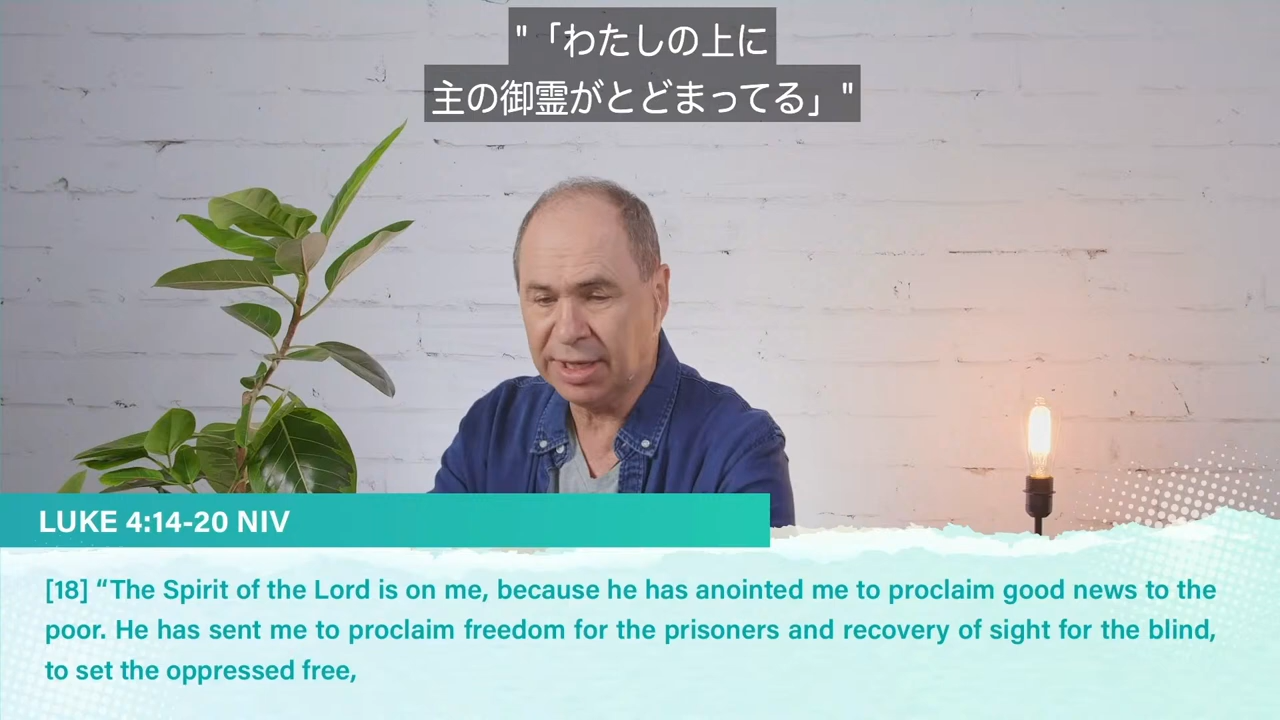 "「わたしの上に
主の御霊がとどまってる」"
LUKE 4:14-20 NIV
[18] “The Spirit of the Lord is on me, because he has anointed me to proclaim good news to the
poor. He has sent me to proclaim freedom for the prisoners and recovery of sight for the blind,
to set the oppressed free,